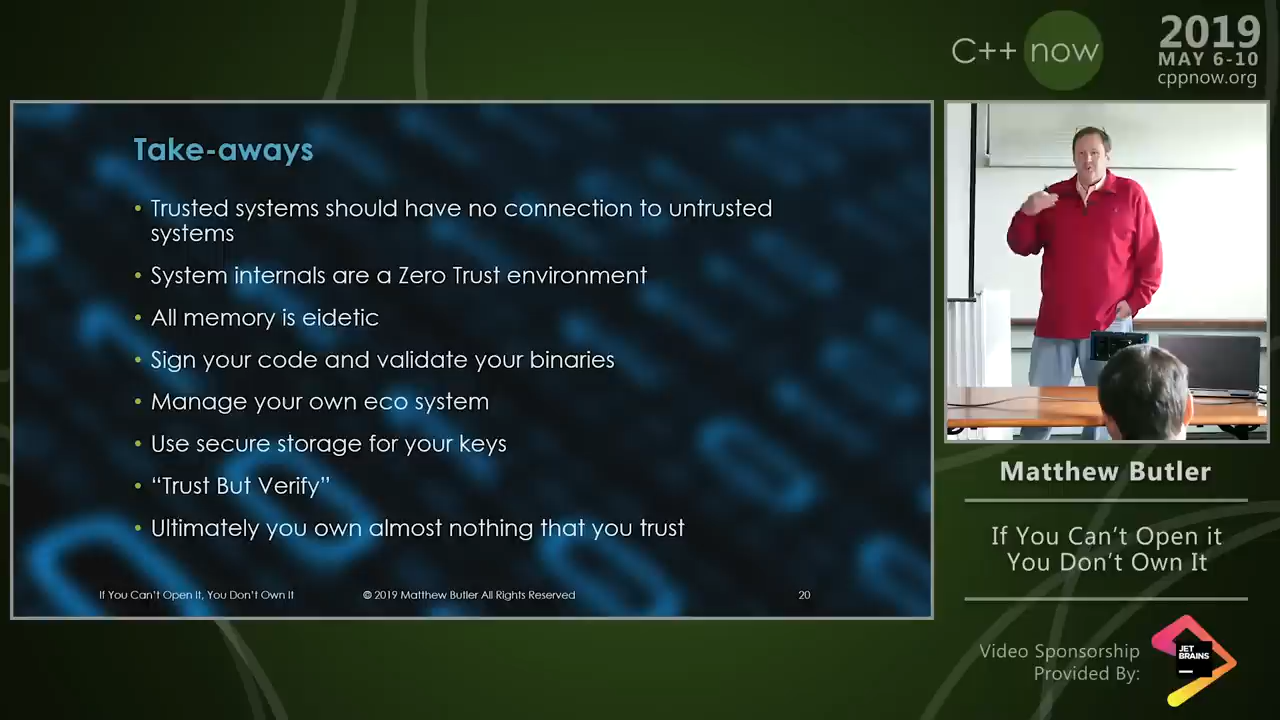 C++ now
2019
MAY 6-10
cppnow.org
Take-aways
• Trusted systems should have no connection to untrusted
systems
• System internals are a Zero Trust environment
• All memory is eidetic
• Sign your code and validate your binaries
• Manage your own eco system
• Use secure storage for your keys
• “Trust But Verify”
• Ultimately you own almost nothing that you trust
If You Can’t Open It, You Don’t Own It
© 2019 Matthew Butler All Rights Reserved
20
Matthew Butler
If You Can’t Open it
You Don’t Own It
Video Sponsorship
Provided By:
JET
BRAINS